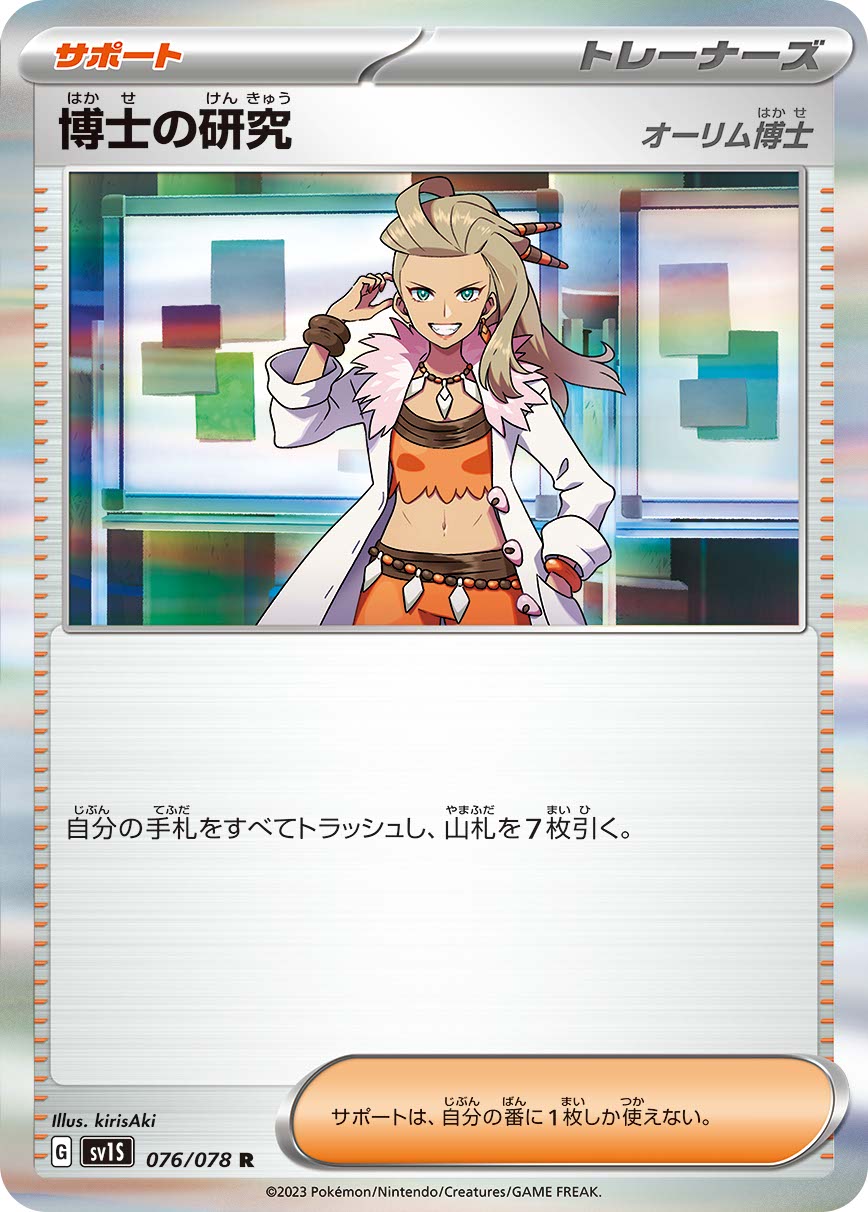 サポート
トレーナーズ
はかせ けんきゅう
博士の研究
はかせ
オーリム博士
じぶん てふだ やまふだ まい ひ
自分の手札をすべてトラッシュし、山札を7枚引く。
Illus. kirisAki
じぶん ばん まい つか
サポートは、自分の番に1枚しか使えない。
G sv1S 076/078 R
©2023 Pokémon/Nintendo/Creatures/GAME FREAK.